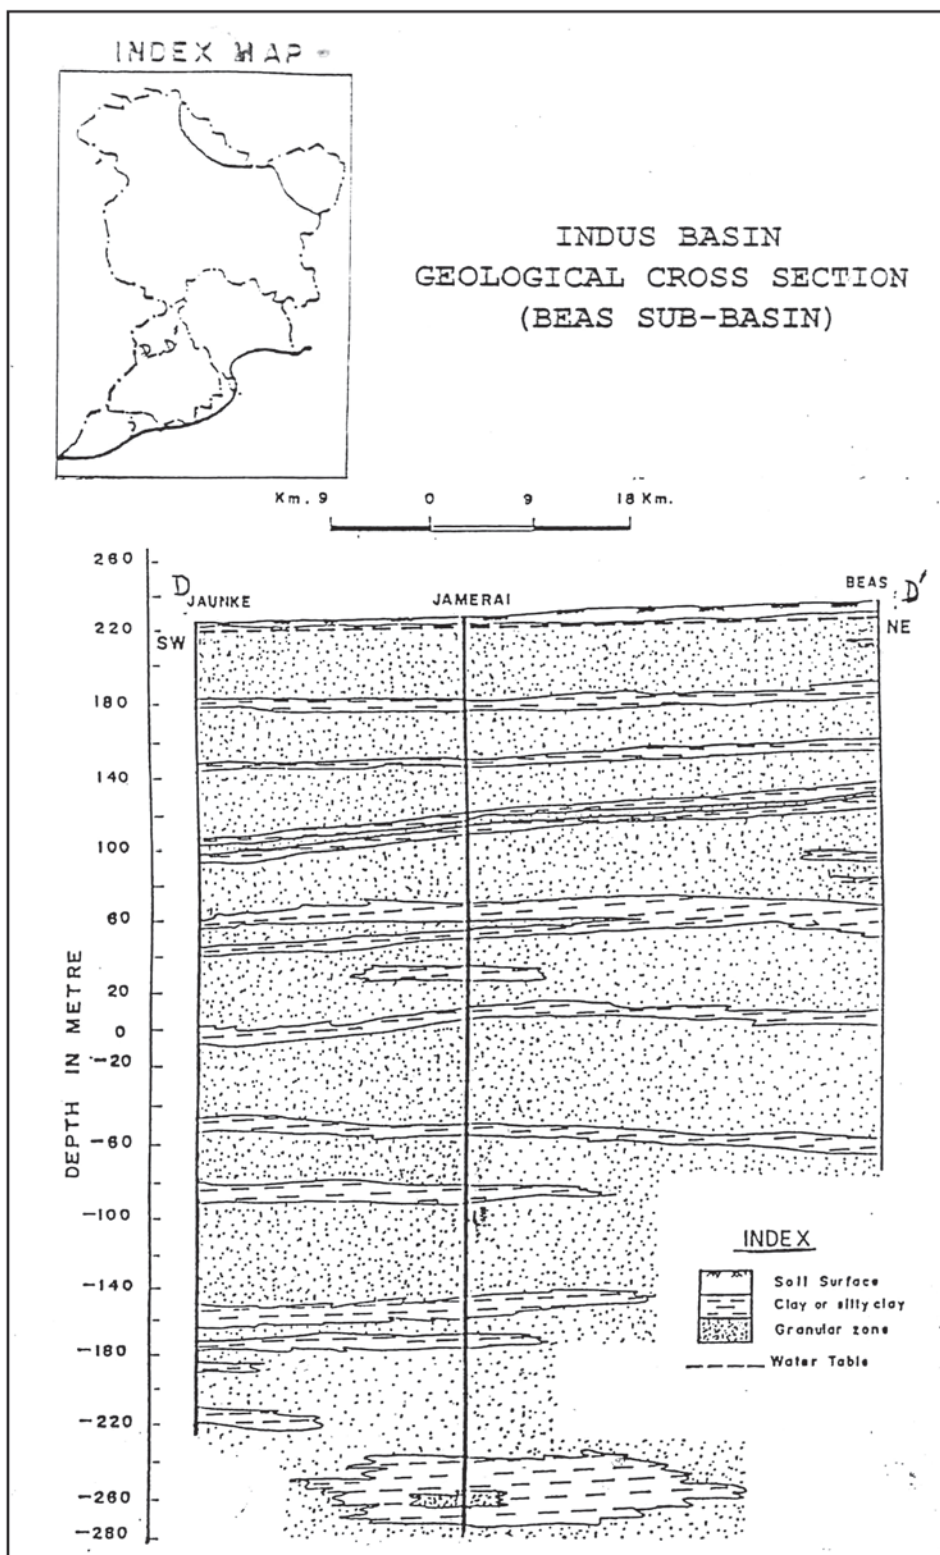 INDEX MAP
D D'
INDUS BASIN
GEOLOGICAL CROSS SECTION
(BEAS SUB-BASIN)
Km. 9 0 9 18 Km.
D JAUNKE JAMERAI BEAS D'
SW NE
DEPTH IN METRE
260
220
180
140
100
60
20
0
-20
-60
-100
-140
-180
-220
-260
-280
INDEX
Soil Surface
Clay or silty clay
Granular zone
Water Table